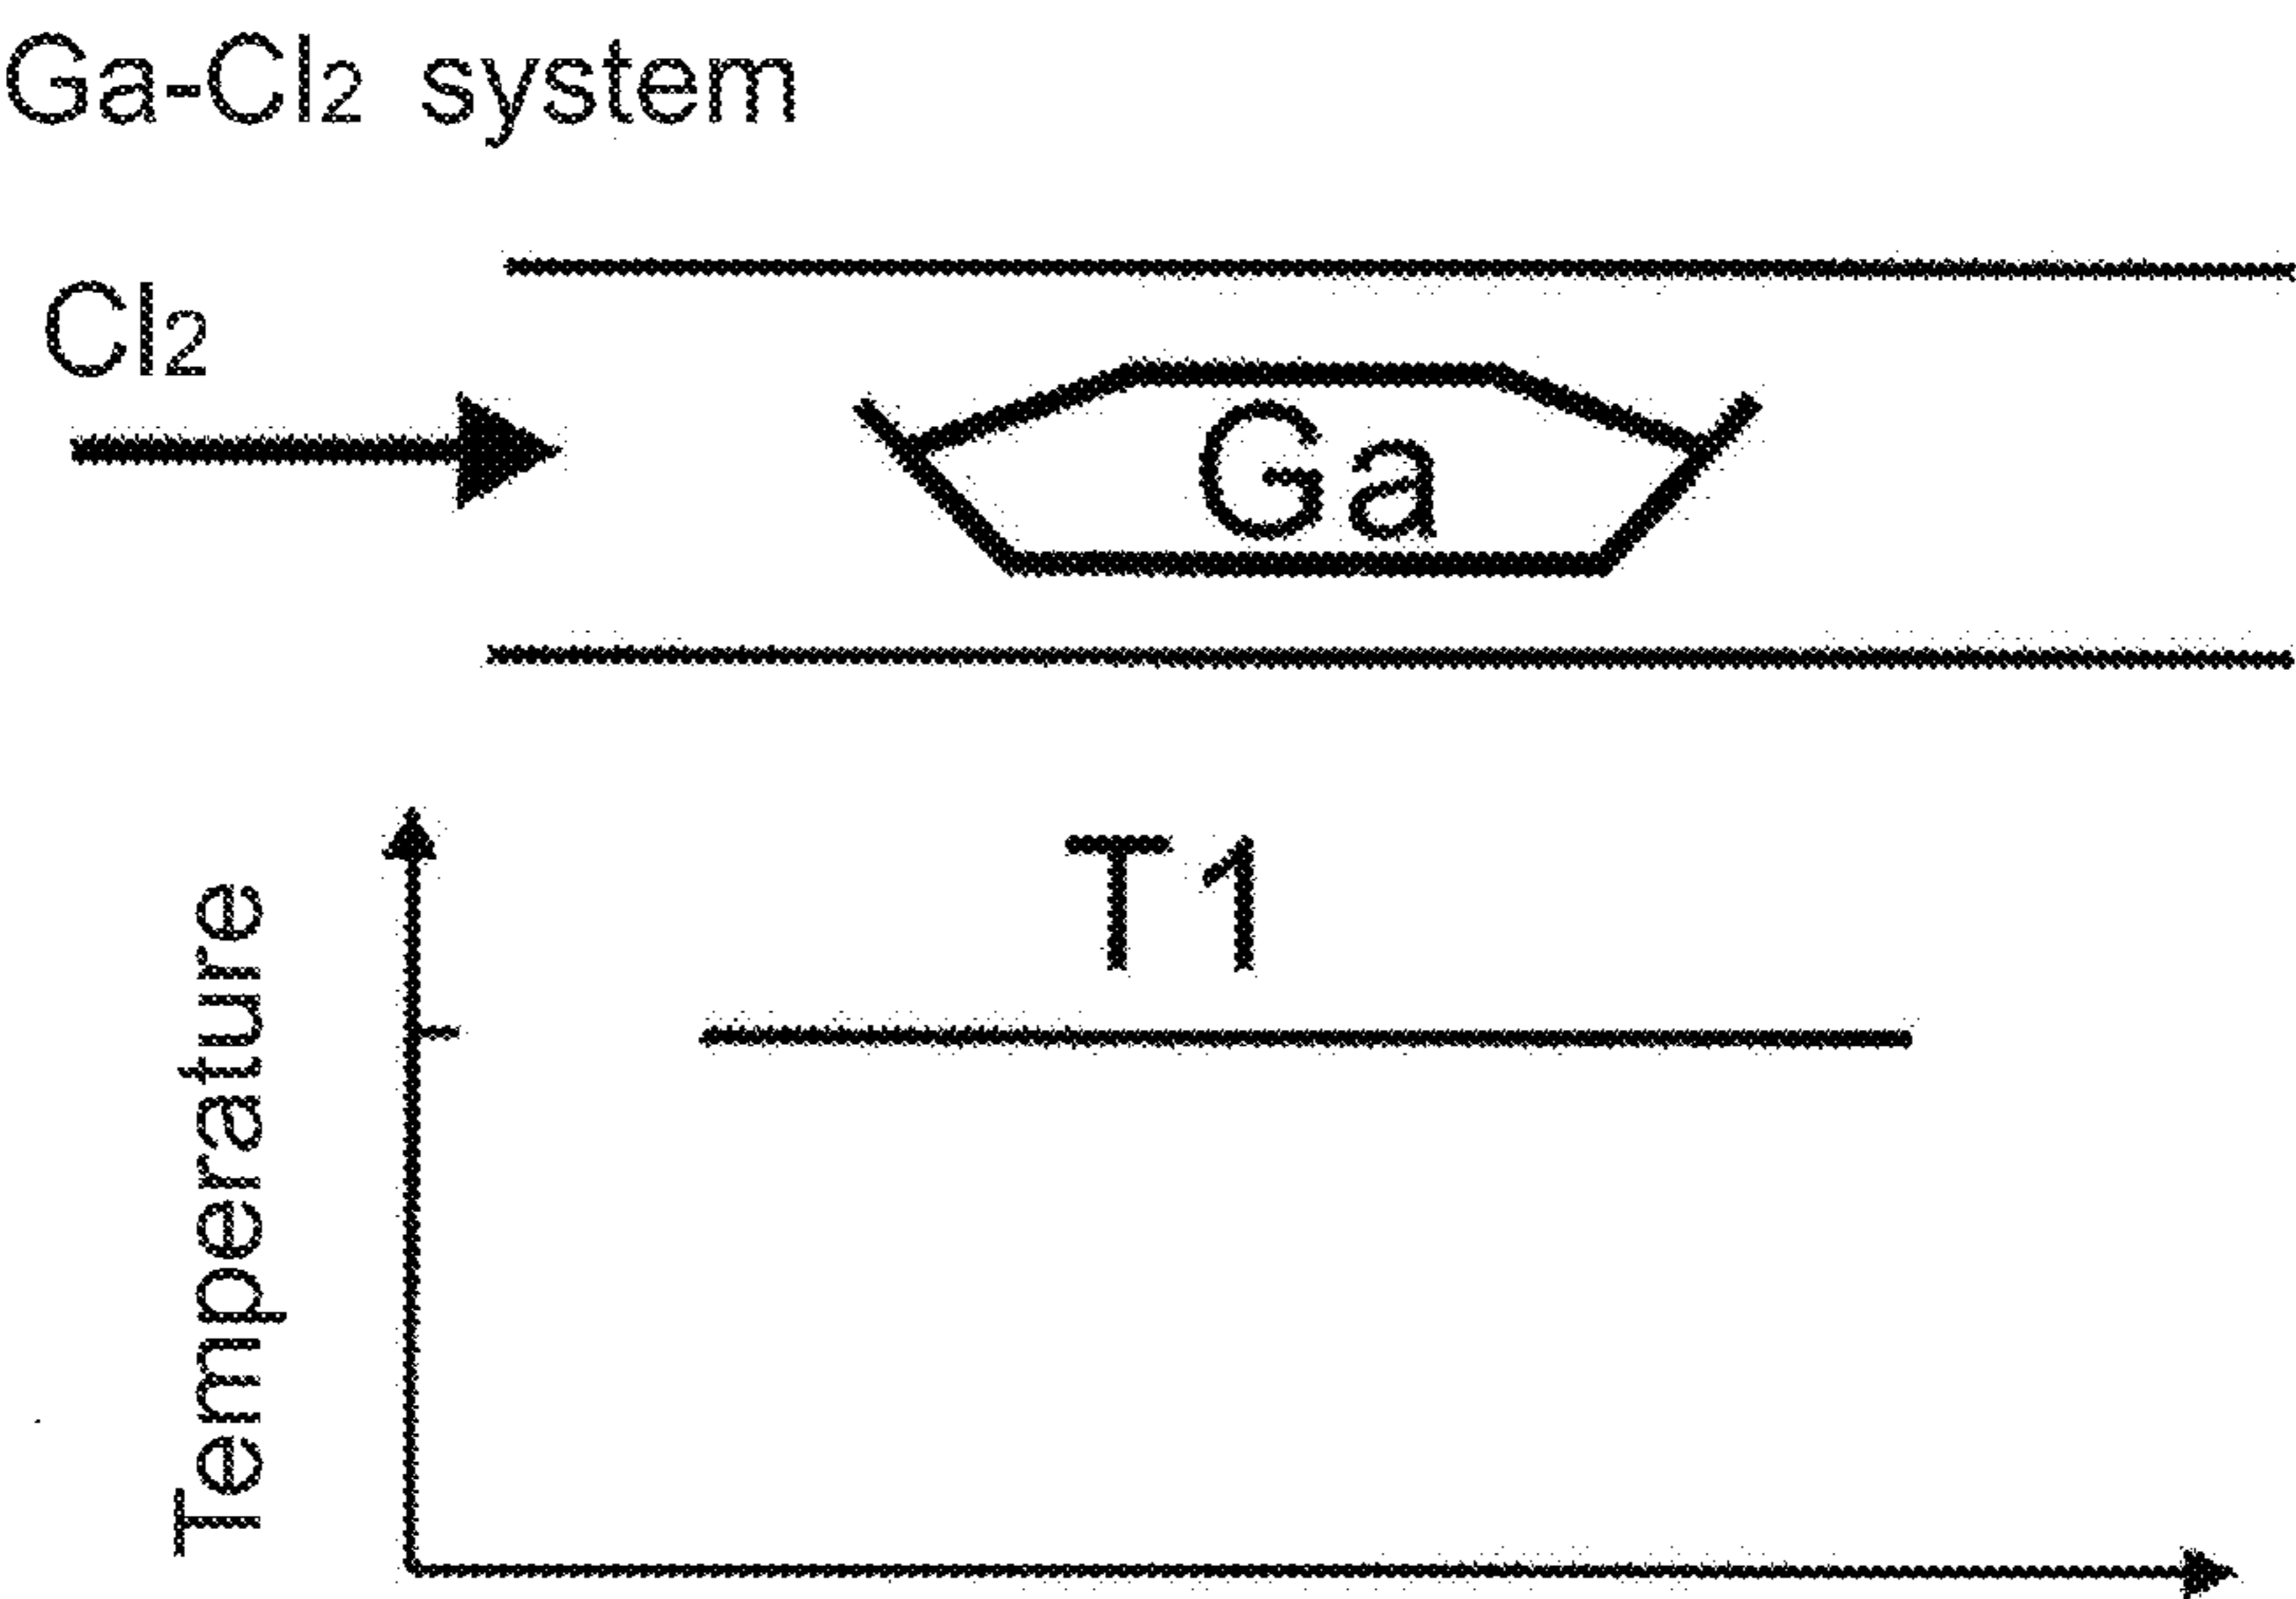 Ga-Cl₂ system
Cl₂
Ga
T1
Temperature